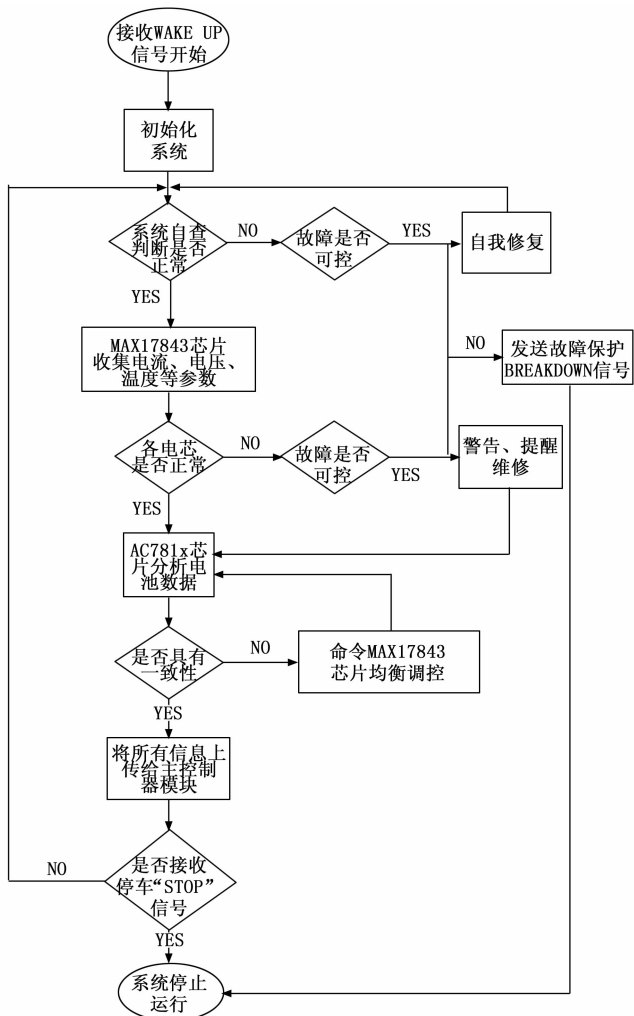 接收WAKE UP
信号开始
初始化
系统
系统自查
判断是否
正常
NO
故障是否
可控
YES
自我修复
YES
MAX17843芯片
收集电流、电压、
温度等参数
NO
发送故障保护
BREAKDOWN信号
各电芯
是否正常
NO
故障是否
可控
YES
警告、提醒
维修
YES
AC781x芯
片分析电
池数据
是否具有
一致性
NO
命令MAX17843
芯片均衡调控
YES
将所有信息上
传给主控制
器模块
是否接收
停车“STOP”
信号
NO
YES
系统停止
运行